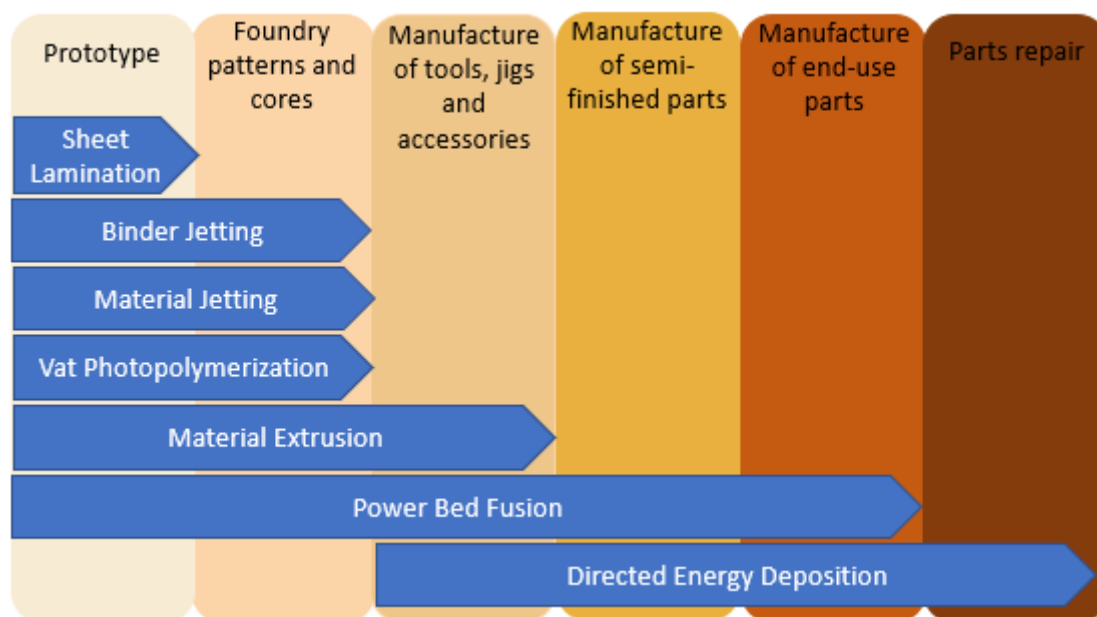 Prototype
Foundry
patterns and
cores
Manufacture
of tools, jigs
and
accessories
Manufacture
of semi-
finished parts
Manufacture
of end-use
parts
Parts repair
Sheet
Lamination
Binder Jetting
Material Jetting
Vat Photopolymerization
Material Extrusion
Power Bed Fusion
Directed Energy Deposition